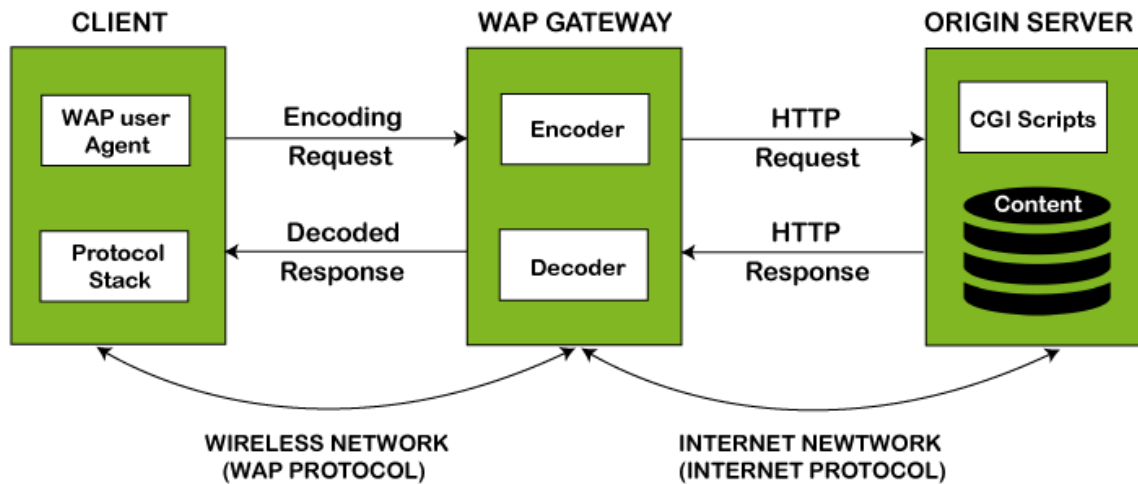 CLIENT
WAP GATEWAY
ORIGIN SERVER
WAP user
Agent
Encoding
Request
Encoder
HTTP
Request
CGI Scripts
Protocol
Stack
Decoded
Response
Decoder
HTTP
Response
Content
WIRELESS NETWORK
(WAP PROTOCOL)
INTERNET NEWTWORK
(INTERNET PROTOCOL)